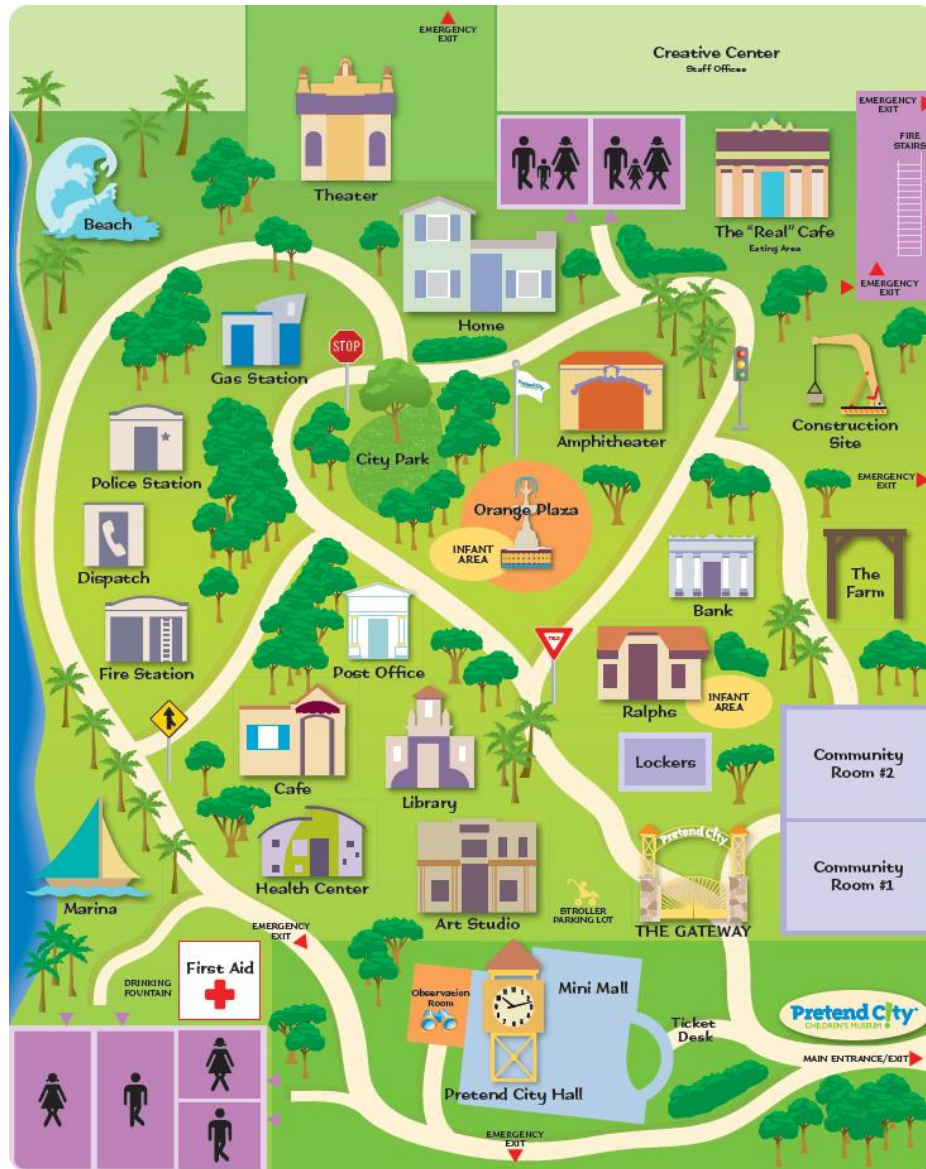 EMERGENCY
EXIT
Creative Center
Staff Offices
EMERGENCY
EXIT
FIRE
STAIRS
Theater
Beach
The "Real" Cafe
Eating Area
EMERGENCY
EXIT
Home
STOP
Gas Station
Pretend City
Amphitheater
Construction
Site
City Park
Police Station
EMERGENCY
EXIT
Orange Plaza
INFANT
AREA
Dispatch
Bank
The
Farm
Fire Station
Post Office
YIELD
Ralphs
INFANT
AREA
Cafe
Library
Lockers
Community
Room #2
Pretend City
Health Center
Community
Room #1
Marina
Art Studio
STROLLER
PARKING LOT
THE GATEWAY
EMERGENCY
EXIT
First Aid
DRINKING
FOUNTAIN
Observation
Room
Mini Mall
Ticket
Desk
Pretend City
CHILDREN'S MUSEUM
MAIN ENTRANCE/EXIT
Pretend City Hall
EMERGENCY
EXIT